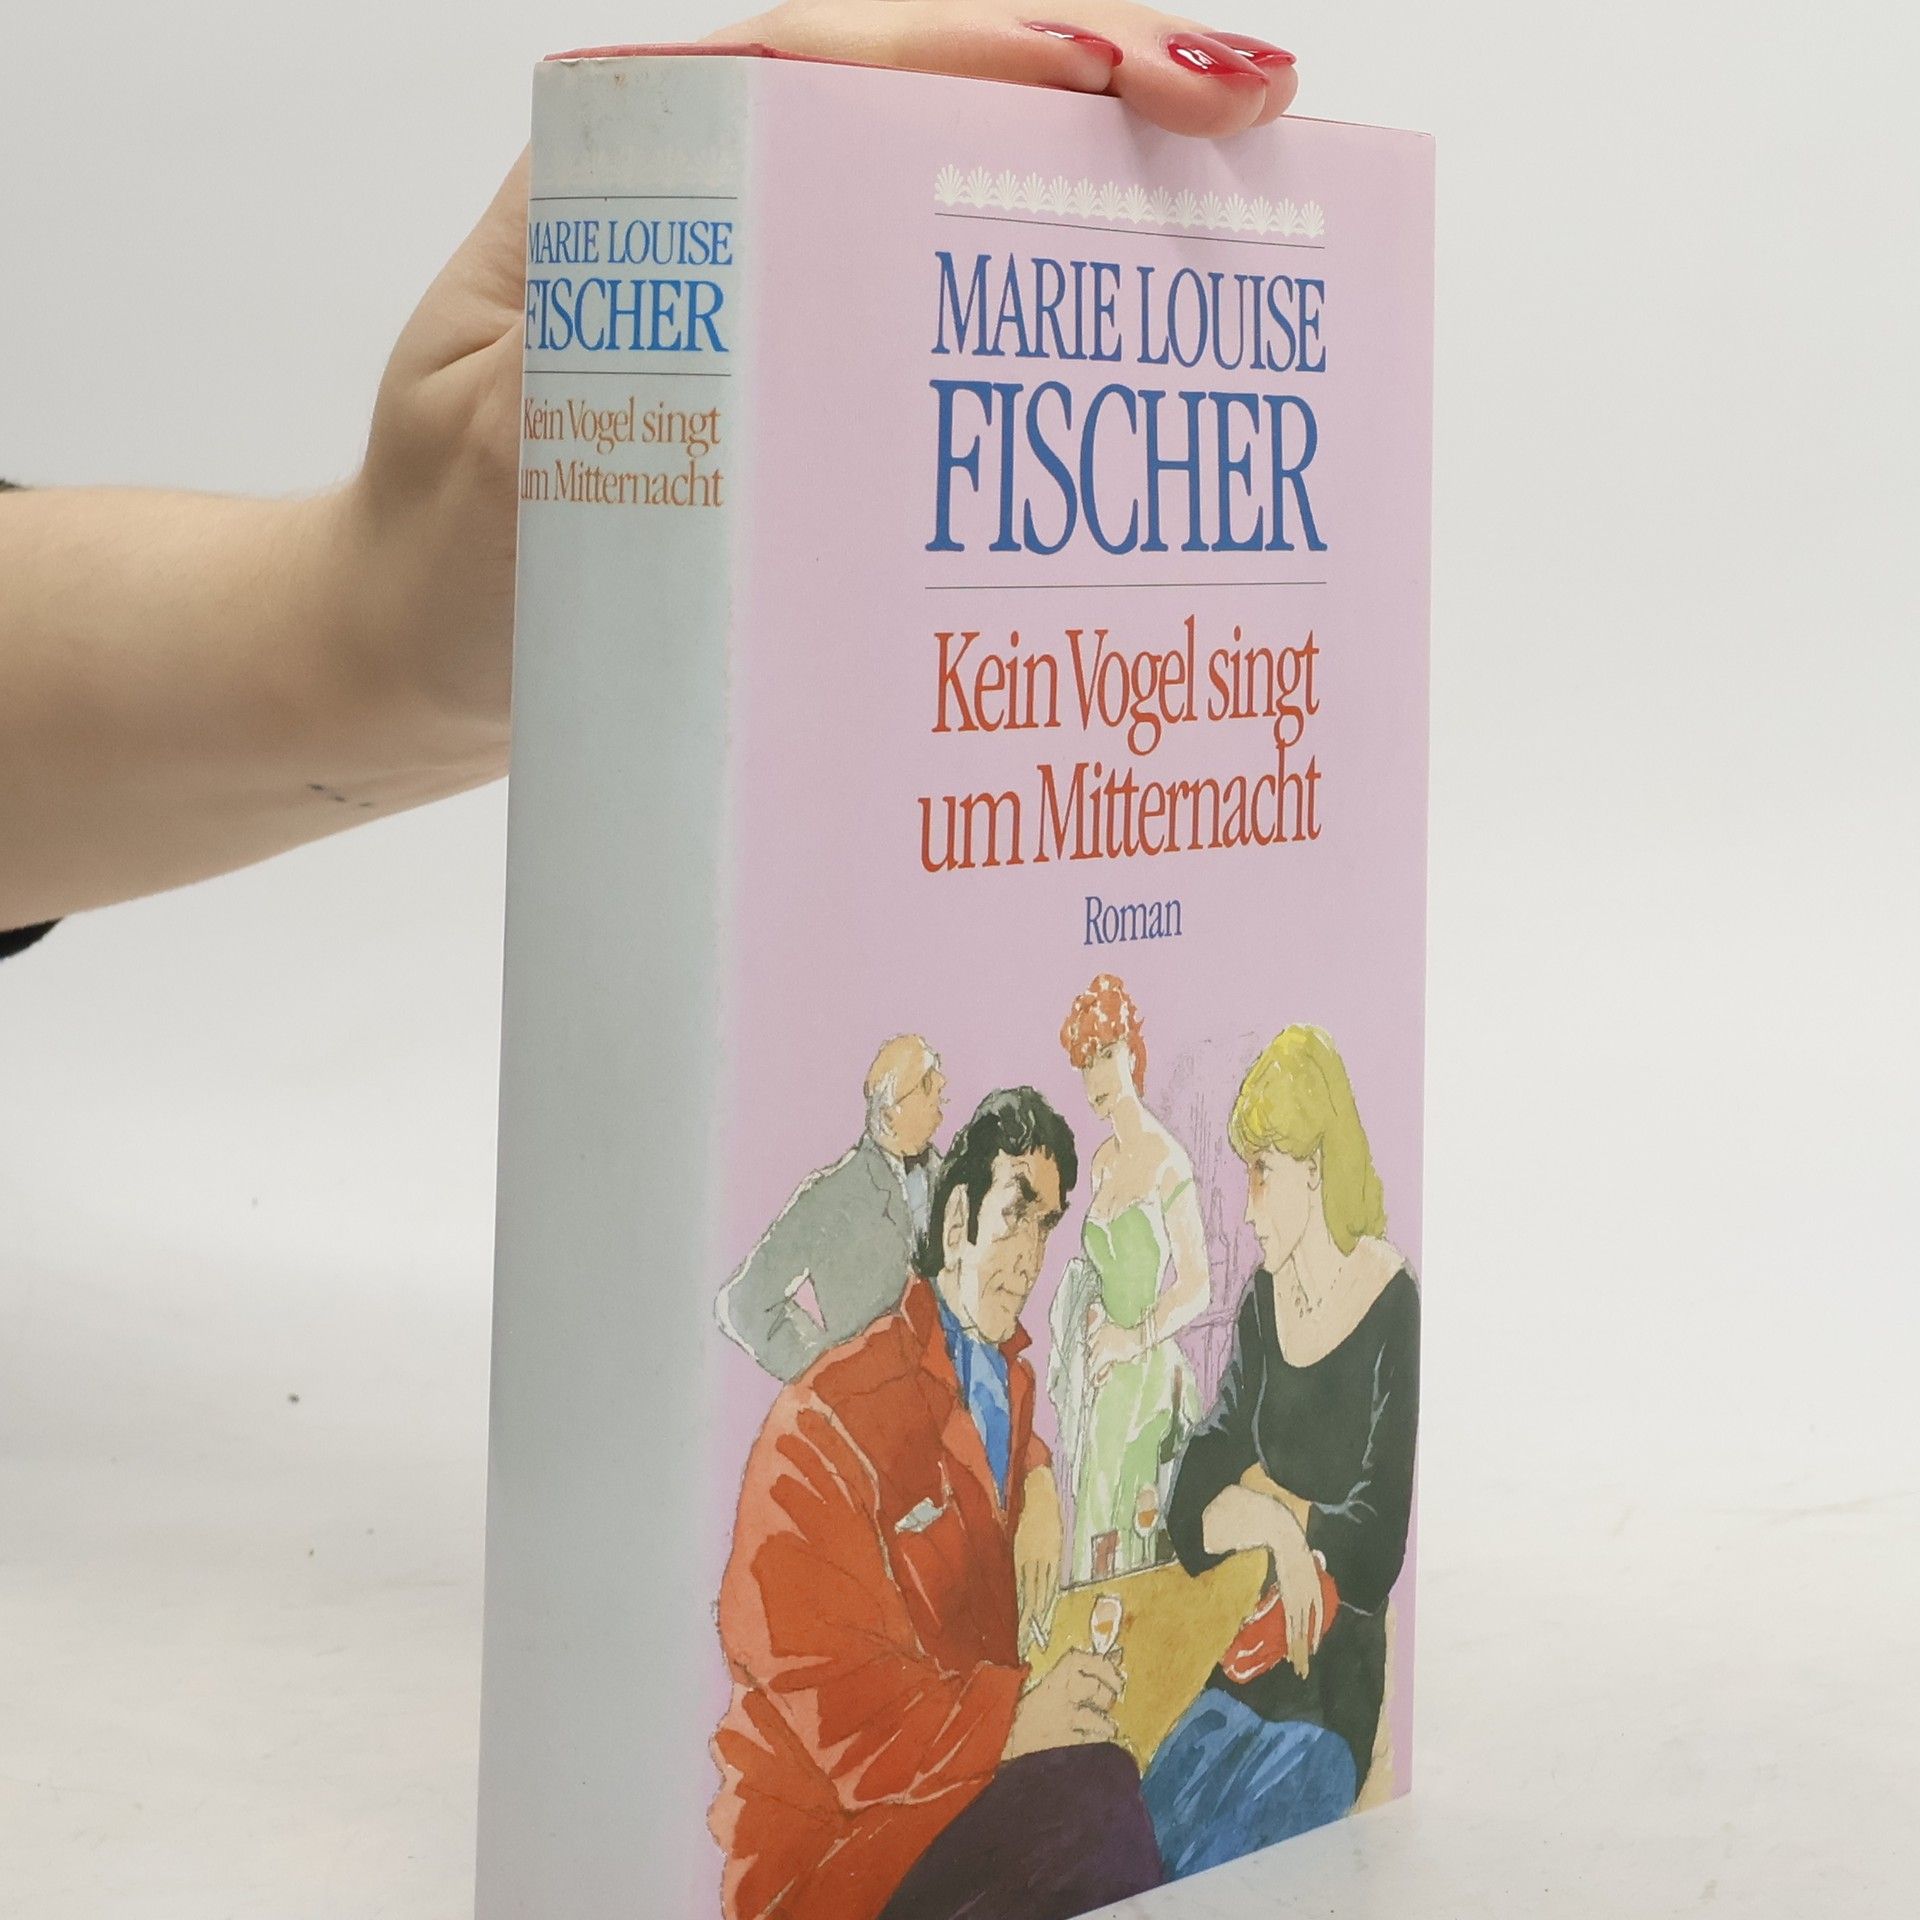 MARIE LOUISE
FISCHER
Kein Vogel singt
um Mitternacht
MARIE LOUISE
FISCHER
Kein Vogel singt
um Mitternacht
Roman